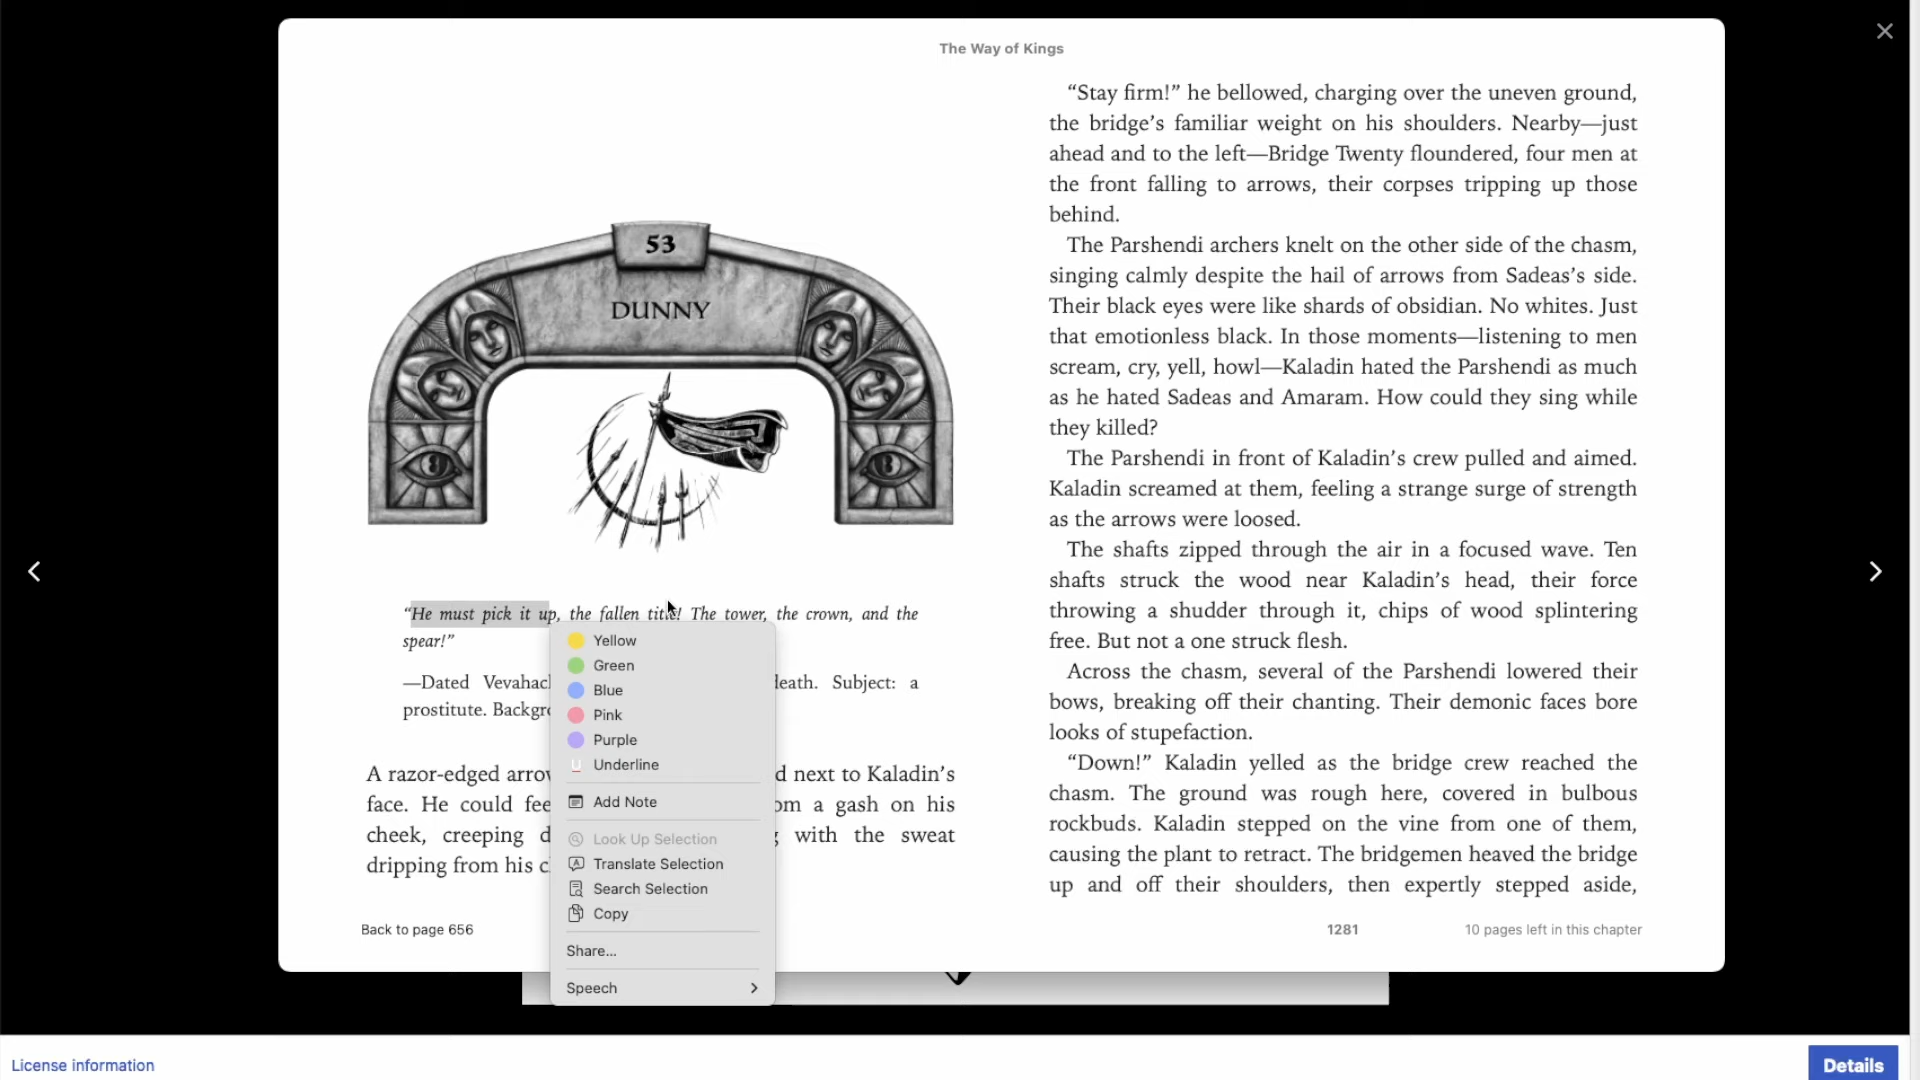 The Way of Kings
53
DUNNY
“He must pick it up, the fallen title! The tower, the crown, and the
spear!”
—Dated Vevahach
death. Subject: a
prostitute.
A razor-edged
next to Kaladin’s
face. He could
a gash on his
cheek, creeping
with the sweat
dripping from his
Back to page 656
Yellow
Green
Blue
Pink
Purple
Underline
Add Note
Look Up Selection
Translate Selection
Search Selection
Copy
Share...
Speech
“Stay firm!” he bellowed, charging over the uneven ground,
the bridge’s familiar weight on his shoulders. Nearby—just
ahead and to the left—Bridge Twenty floundered, four men at
the front falling to arrows, their corpses tripping up those
behind.
The Parshendi archers knelt on the other side of the chasm,
singing calmly despite the hail of arrows from Sadeas’s side.
Their black eyes were like shards of obsidian. No whites. Just
that emotionless black. In those moments—listening to men
scream, cry, yell, howl—Kaladin hated the Parshendi as much
as he hated Sadeas and Amaram. How could they sing while
they killed?
The Parshendi in front of Kaladin’s crew pulled and aimed.
Kaladin screamed at them, feeling a strange surge of strength
as the arrows were loosed.
The shafts zipped through the air in a focused wave. Ten
shafts struck the wood near Kaladin’s head, their force
throwing a shudder through it, chips of wood splintering
free. But not a one struck flesh.
Across the chasm, several of the Parshendi lowered their
bows, breaking off their chanting. Their demonic faces bore
looks of stupefaction.
“Down!” Kaladin yelled as the bridge crew reached the
chasm. The ground was rough here, covered in bulbous
rockbuds. Kaladin stepped on the vine from one of them,
causing the plant to retract. The bridgemen heaved the bridge
up and off their shoulders, then expertly stepped aside,
1281
10 pages left in this chapter
License information
Details